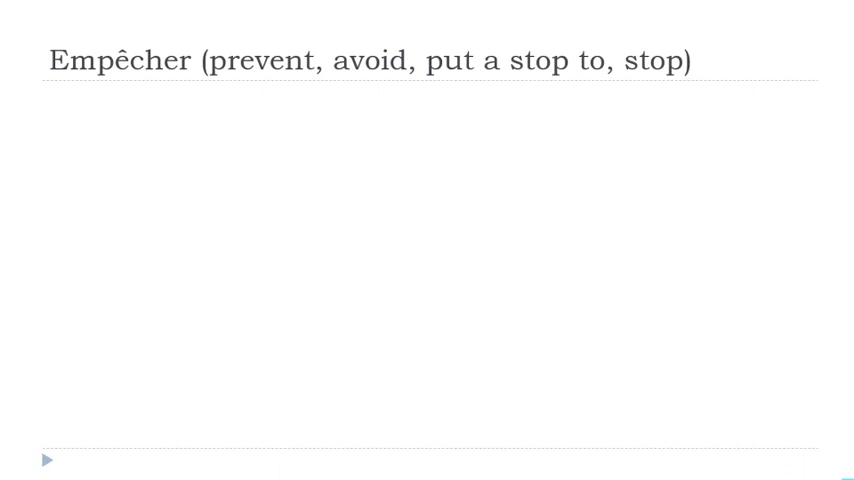 Empêcher (prevent, avoid, put a stop to, stop)